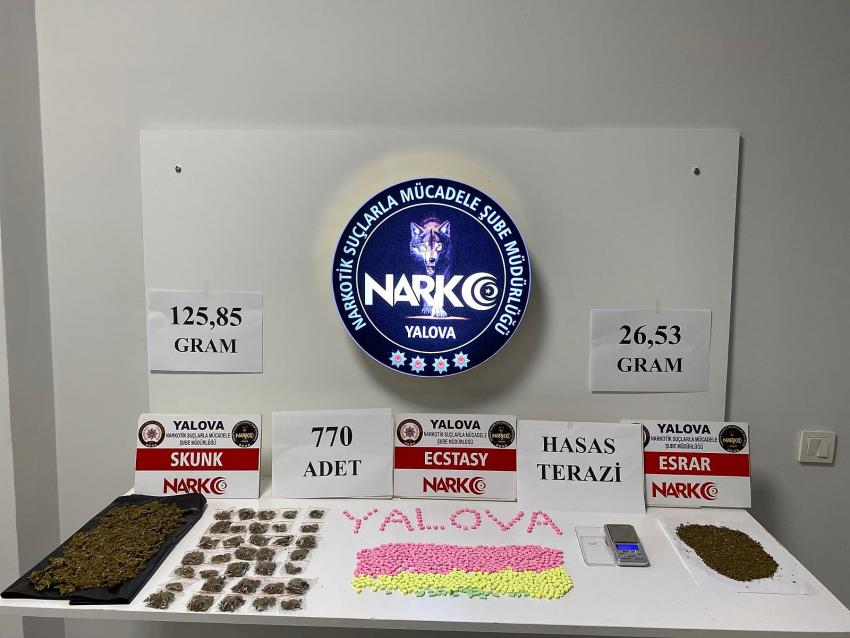 NARKOTİK SUÇLARLA MÜCADELE ŞUBE MÜDÜRLÜĞÜ
NARKO
YALOVA
125,85
GRAM
26,53
GRAM
YALOVA
NARKOTİK SUÇLARLA MÜCADELE
ŞUBE MÜDÜRLÜĞÜ
SKUNK
NARKO
770
ADET
YALOVA
NARKOTİK SUÇLARLA MÜCADELE
ŞUBE MÜDÜRLÜĞÜ
ECSTASY
NARKO
HASAS
TERAZİ
YALOVA
NARKOTİK SUÇLARLA MÜCADELE
ŞUBE MÜDÜRLÜĞÜ
ESRAR
NARKO
YALOVA